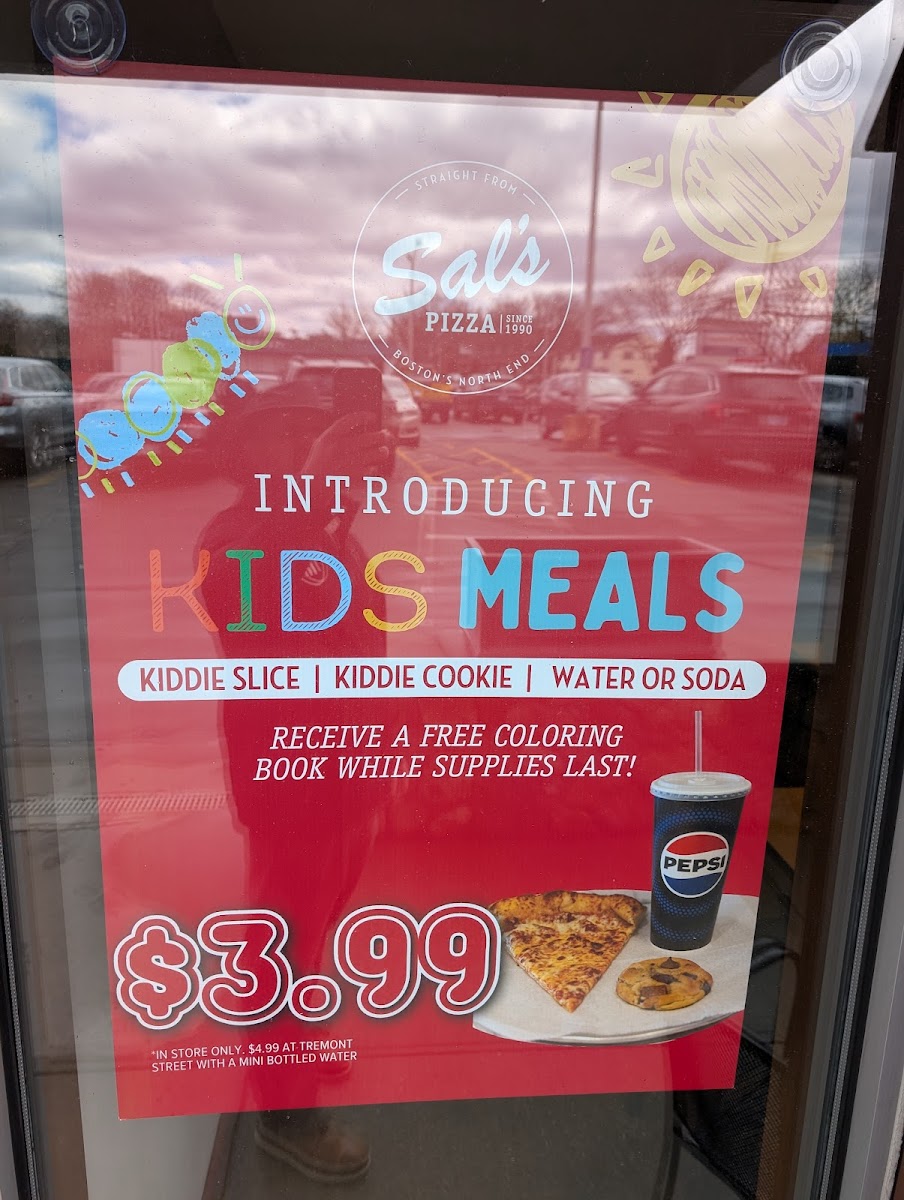 STRAIGHT FROM
Sal's
PIZZA | SINCE 1990
BOSTON'S NORTH END
INTRODUCING
KIDS MEALS
KIDDIE SLICE | KIDDIE COOKIE | WATER OR SODA
RECEIVE A FREE COLORING
BOOK WHILE SUPPLIES LAST!
PEPSI
$3.99
*IN STORE ONLY. $4.99 AT TREMONT
STREET WITH A MINI BOTTLED WATER